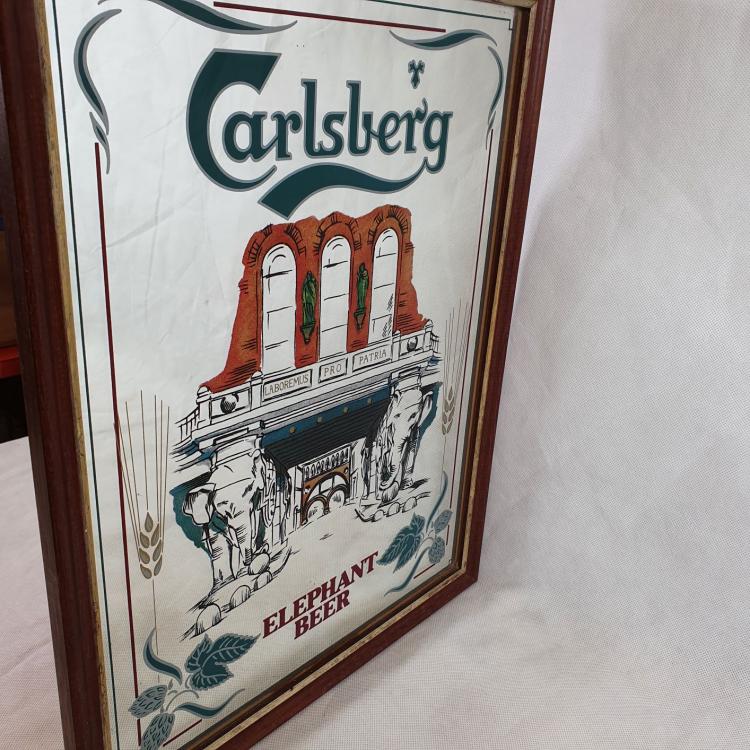 Carlsberg
LABOREMUS PRO PATRIA
ELEPHANT
BEER